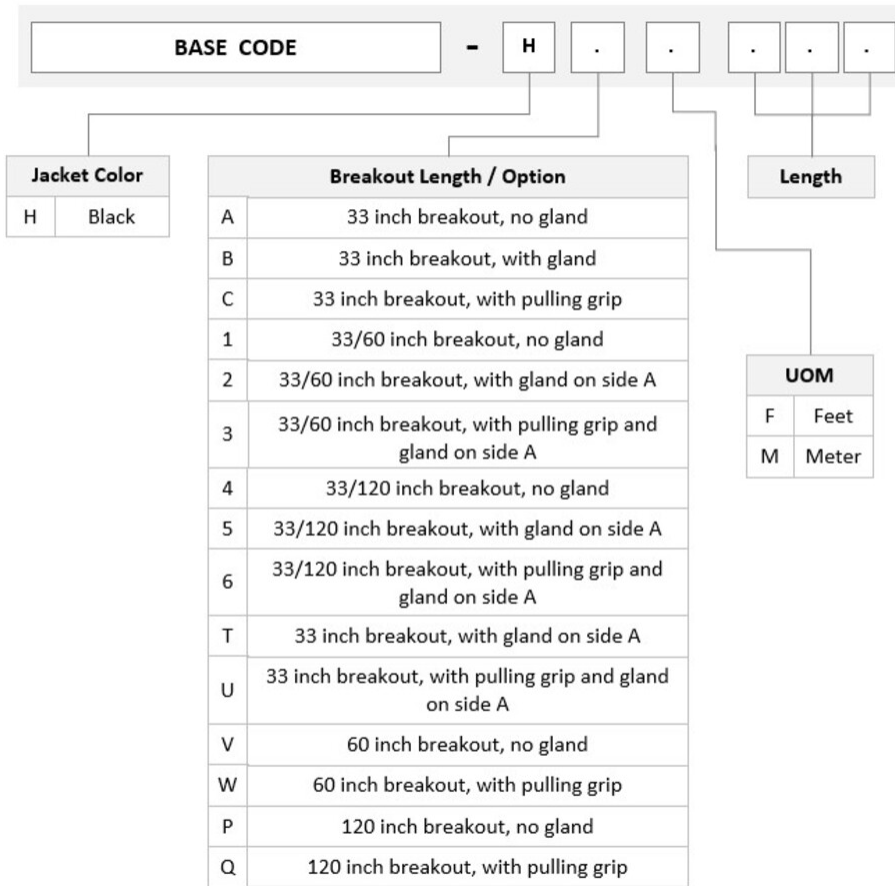 BASE CODE - H . . . . .
Jacket Color
H Black
Breakout Length / Option
A 33 inch breakout, no gland
B 33 inch breakout, with gland
C 33 inch breakout, with pulling grip
1 33/60 inch breakout, no gland
2 33/60 inch breakout, with gland on side A
3 33/60 inch breakout, with pulling grip and
gland on side A
4 33/120 inch breakout, no gland
5 33/120 inch breakout, with gland on side A
6 33/120 inch breakout, with pulling grip and
gland on side A
T 33 inch breakout, with gland on side A
U 33 inch breakout, with pulling grip and gland
on side A
V 60 inch breakout, no gland
W 60 inch breakout, with pulling grip
P 120 inch breakout, no gland
Q 120 inch breakout, with pulling grip
Length
UOM
F Feet
M Meter